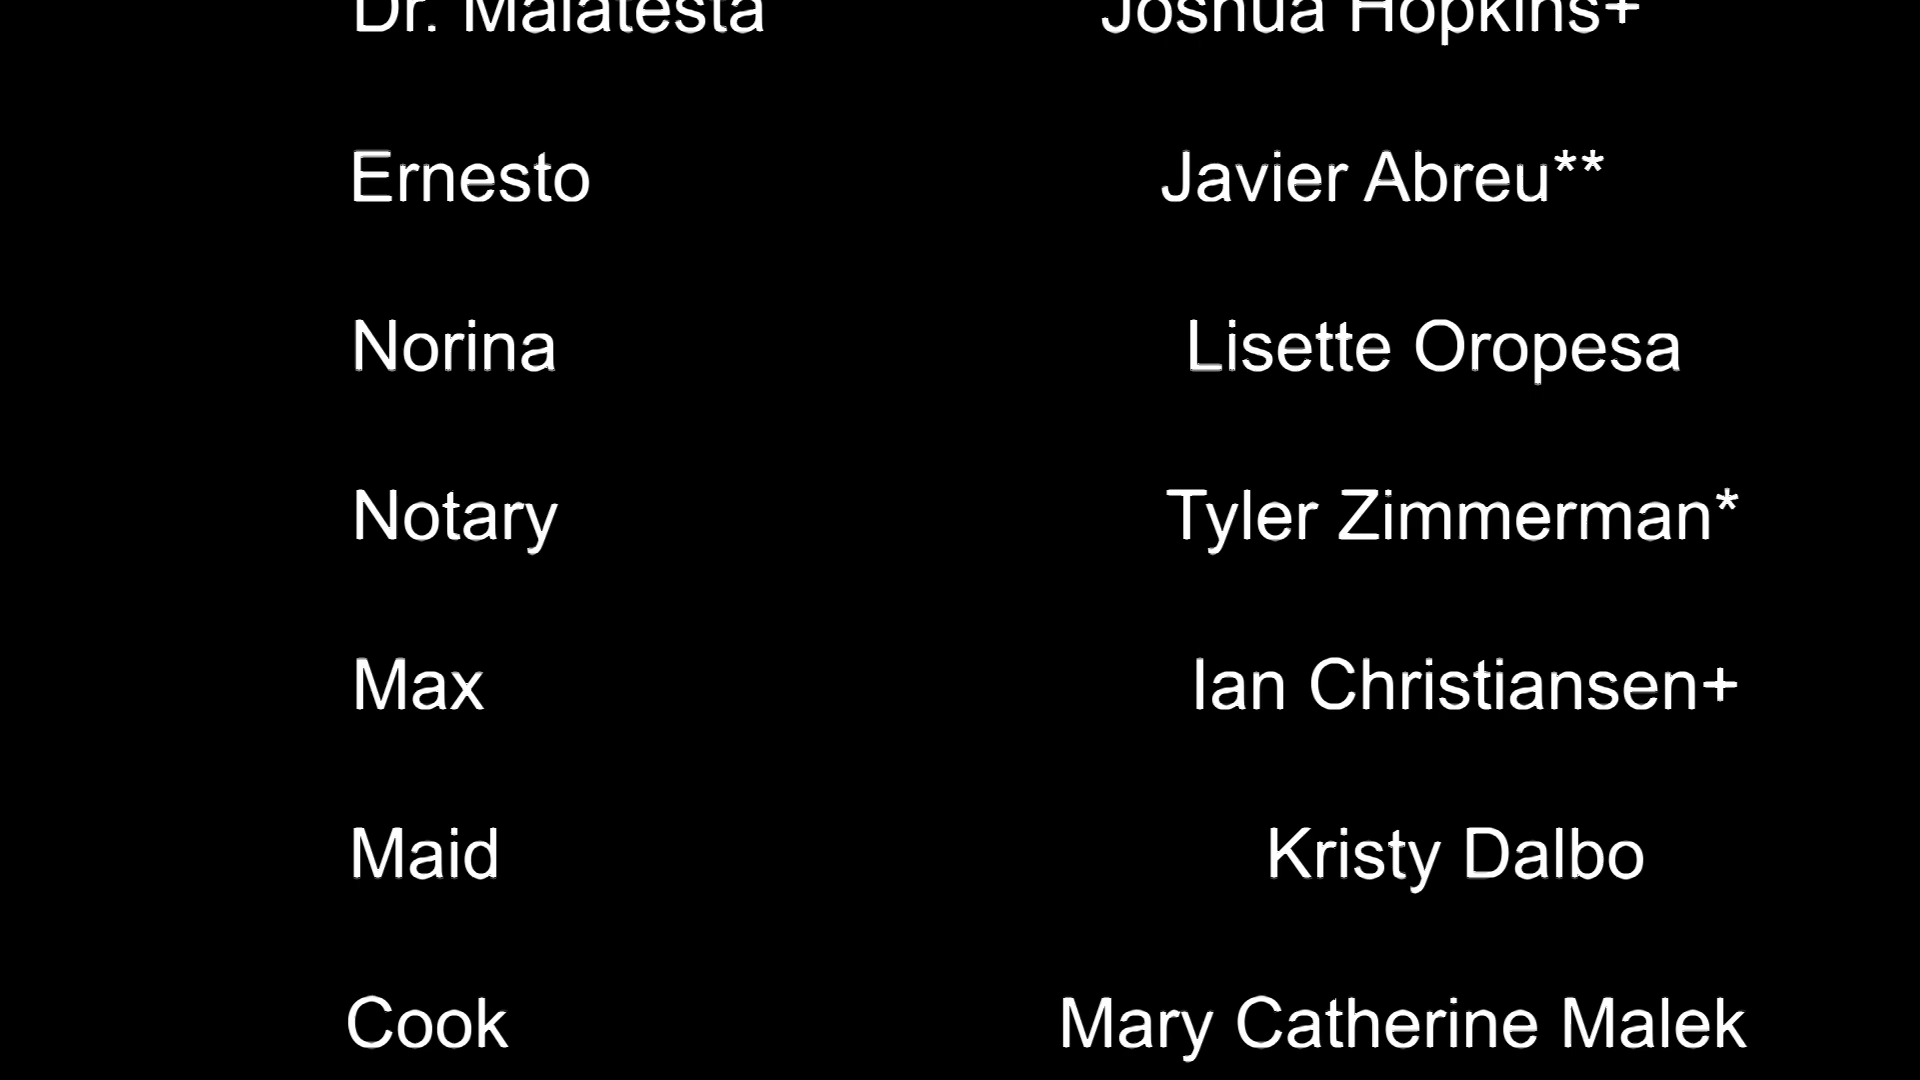 Dr. Malatesta Joshua Hopkins+
Ernesto Javier Abreu**
Norina Lisette Oropesa
Notary Tyler Zimmerman*
Max Ian Christiansen+
Maid Kristy Dalbo
Cook Mary Catherine Malek